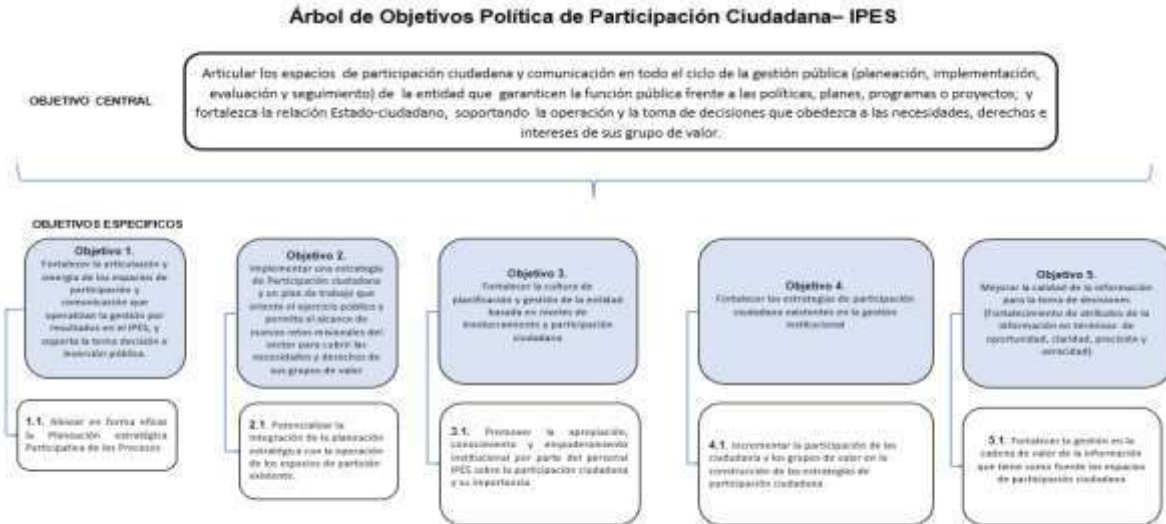 Árbol de Objetivos Política de Participación Ciudadana– IPES
OBJETIVO CENTRAL
Articular los espacios de participación ciudadana y comunicación en todo el ciclo de la gestión pública (planeación, implementación,
evaluación y seguimiento) de la entidad que garanticen la función pública frente a las políticas, planes, programas o proyectos; y
fortalezca la relación Estado-ciudadano, soportando la operación y la toma de decisiones que obedezca a las necesidades, derechos e
intereses de sus grupo de valor.
OBJETIVOS ESPECIFICOS
Objetivo 1.
Fortalecer la articulación y
sinergia de los espacios de
participación y
comunicación que
operativizan la gestión por
resultados en el IPES, y
soporta la toma decisión e
inversión pública.
1.1. Alinear en forma eficaz
la Planeación estratégica
Participativa de los Procesos
Objetivo 2.
Implementar una estrategia
de Participación ciudadana
y un plan de trabajo que
oriente el ejercicio público y
permita el alcance de
nuevos retos misionales del
sector para cubrir las
necesidades y derechos de
sus grupos de valor
2.1. Potencializar la
integración de la planeación
estratégica con la operación
de los espacios de
existente.
Objetivo 3.
Fortalecer la cultura de
planificación y gestión de la entidad
basada en niveles de
involucramiento y participación
ciudadana
3.1. Promover la apropiación,
conocimiento y empoderamiento
institucional por parte del personal
IPES sobre la participación ciudadana
y su importancia
Objetivo 4.
Fortalecer las estrategias de participación
ciudadana existentes en la gestión
institucional
4.1. Incrementar la participación de los
ciudadanía y los grupos de valor en la
construcción de las estrategias de
participación ciudadana
Objetivo 5.
Mejorar la calidad de la información
para la toma de decisiones
(Fortalecimiento de atributos de la
información en términos de
oportunidad, claridad, precisión y
veracidad)
5.1. Fortalecer la gestión en la
cadena de valor de la información
que tiene como fuente los espacios
de participación ciudadana